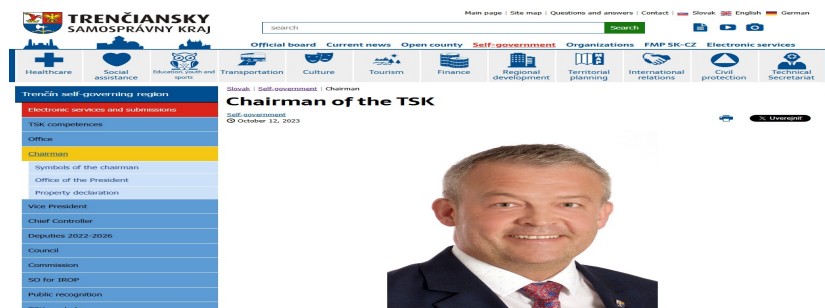 Main page | Site map | Questions and answers | Contact | Slovak English German
TRENČIANSKY
SAMOSPRÁVNY KRAJ
search Search
Official board Current news Open county Self-government Organizations FMP SK-CZ Electronic services
Healthcare Social assistance Education, youth and sports Transportation Culture Tourism Finance Regional development Territorial planning International relations Civil protection Technical Secretariat
Trenčín self-governing region
Electronic services and submissions
TSK competences
Office
Chairman
Symbols of the chairman
Office of the President
Property declaration
Vice President
Chief Controller
Deputies 2022-2026
Council
Commission
SO for IROP
Public recognition
Slovak | Self-government | Chairman
Chairman of the TSK
Self-government
October 12, 2023
X Uverejniť